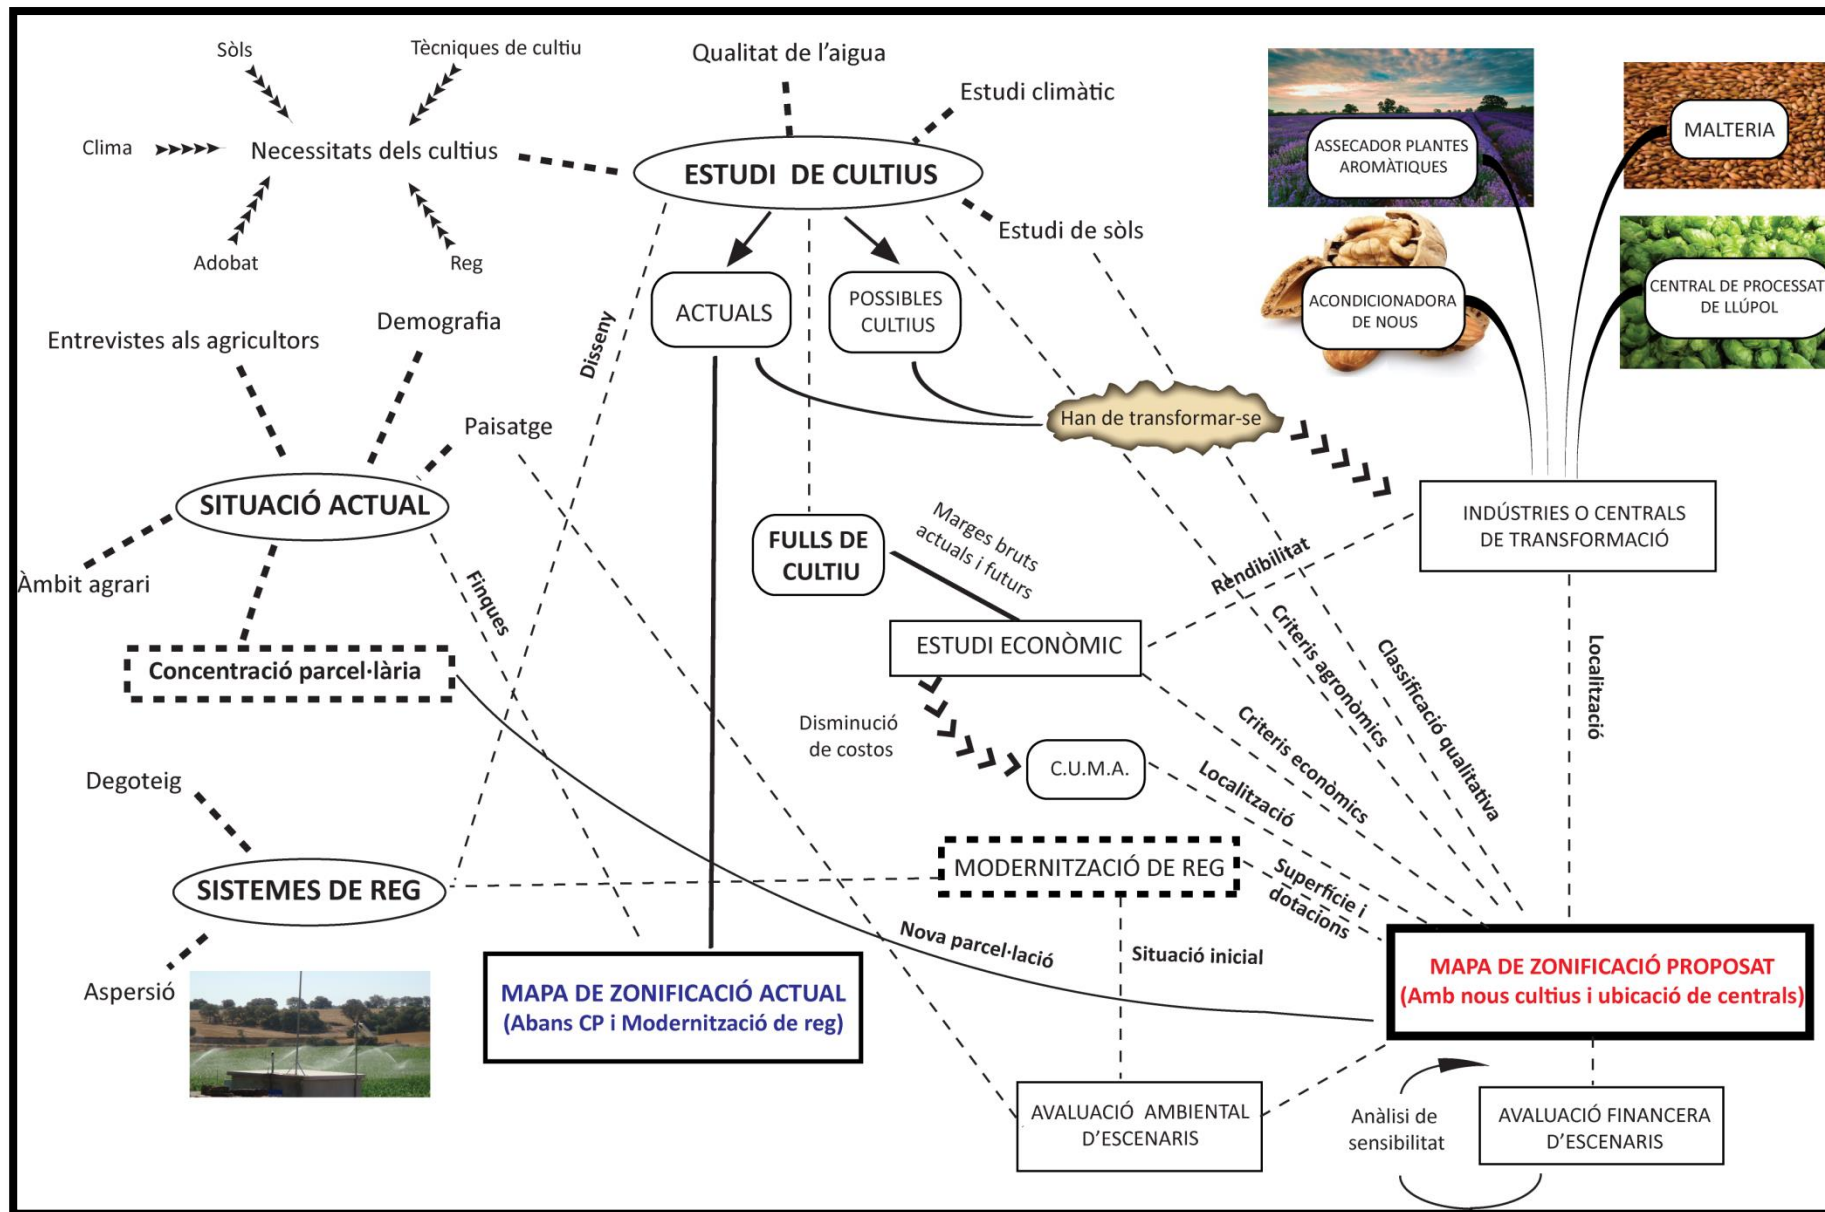 Sòls
Tècniques de cultiu
Clima
Necessitats dels cultius
Adobat
Reg
Qualitat de l'aigua
Estudi climàtic
ESTUDI DE CULTIUS
Estudi de sòls
ACTUALS
POSSIBLES
CULTIUS
ASSECADOR PLANTES
AROMÀTIQUES
MALTERIA
ACONDICIONADORA
DE NOUS
CENTRAL DE PROCESSAT
DE LLÚPOL
Entrevistes als agricultors
Demografia
Paisatge
Disseny
Han de transformar-se
SITUACIÓ ACTUAL
Àmbit agrari
Finques
FULLS DE
CULTIU
Marges bruts
actuals i futurs
Rendibilitat
INDÚSTRIES O CENTRALS
DE TRANSFORMACIÓ
Concentració parcel·lària
ESTUDI ECONÒMIC
Criteris agronòmics
Classificació qualitativa
Localització
Disminució
de costos
C.U.M.A.
Criteris econòmics
Localització
Degoteig
SISTEMES DE REG
Aspersió
MODERNITZACIÓ DE REG
Superfície i
dotacions
Nova parcel·lació
Situació inicial
MAPA DE ZONIFICACIÓ ACTUAL
(Abans CP i Modernització de reg)
MAPA DE ZONIFICACIÓ PROPOSAT
(Amb nous cultius i ubicació de centrals)
AVALUACIÓ AMBIENTAL
D'ESCENARIS
Anàlisi de
sensibilitat
AVALUACIÓ FINANCERA
D'ESCENARIS